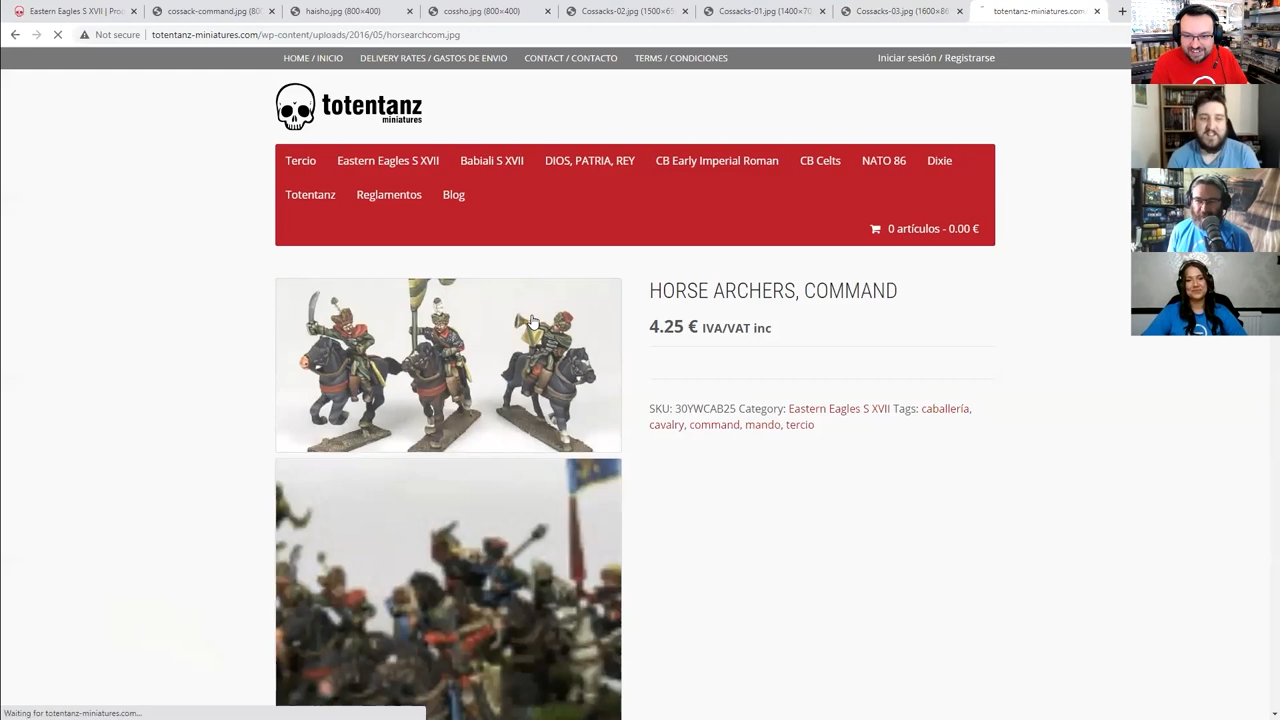 Eastern Eagles S XVII | Pro
cossack-command.jpg (80
haisho.jpg (800×400)
cosshq.jpg (800×400)
Cossacks-02.jpg (1500×65
Cossacks-01.jpg (1400×70
Cossacks-03.jpg (1600×80
totentanz-miniatures.com/
Not secure
totentanz-miniatures.com/wp-content/uploads/2016/05/horsearchcom.jpg
HOME / INICIO
DELIVERY RATES / GASTOS DE ENVIO
CONTACT / CONTACTO
TERMS / CONDICIONES
Iniciar sesión / Registrarse
totentanz
miniatures
Tercio
Eastern Eagles S XVII
Babiali S XVII
DIOS, PATRIA, REY
CB Early Imperial Roman
CB Celts
NATO 86
Dixie
Totentanz
Reglamentos
Blog
0 artículos - 0.00 €
HORSE ARCHERS, COMMAND
4.25 € IVA/VAT inc
SKU: 30YWCAB25 Category: Eastern Eagles S XVII Tags: caballería,
cavalry, command, mando, tercio
Waiting for totentanz-miniatures.com...